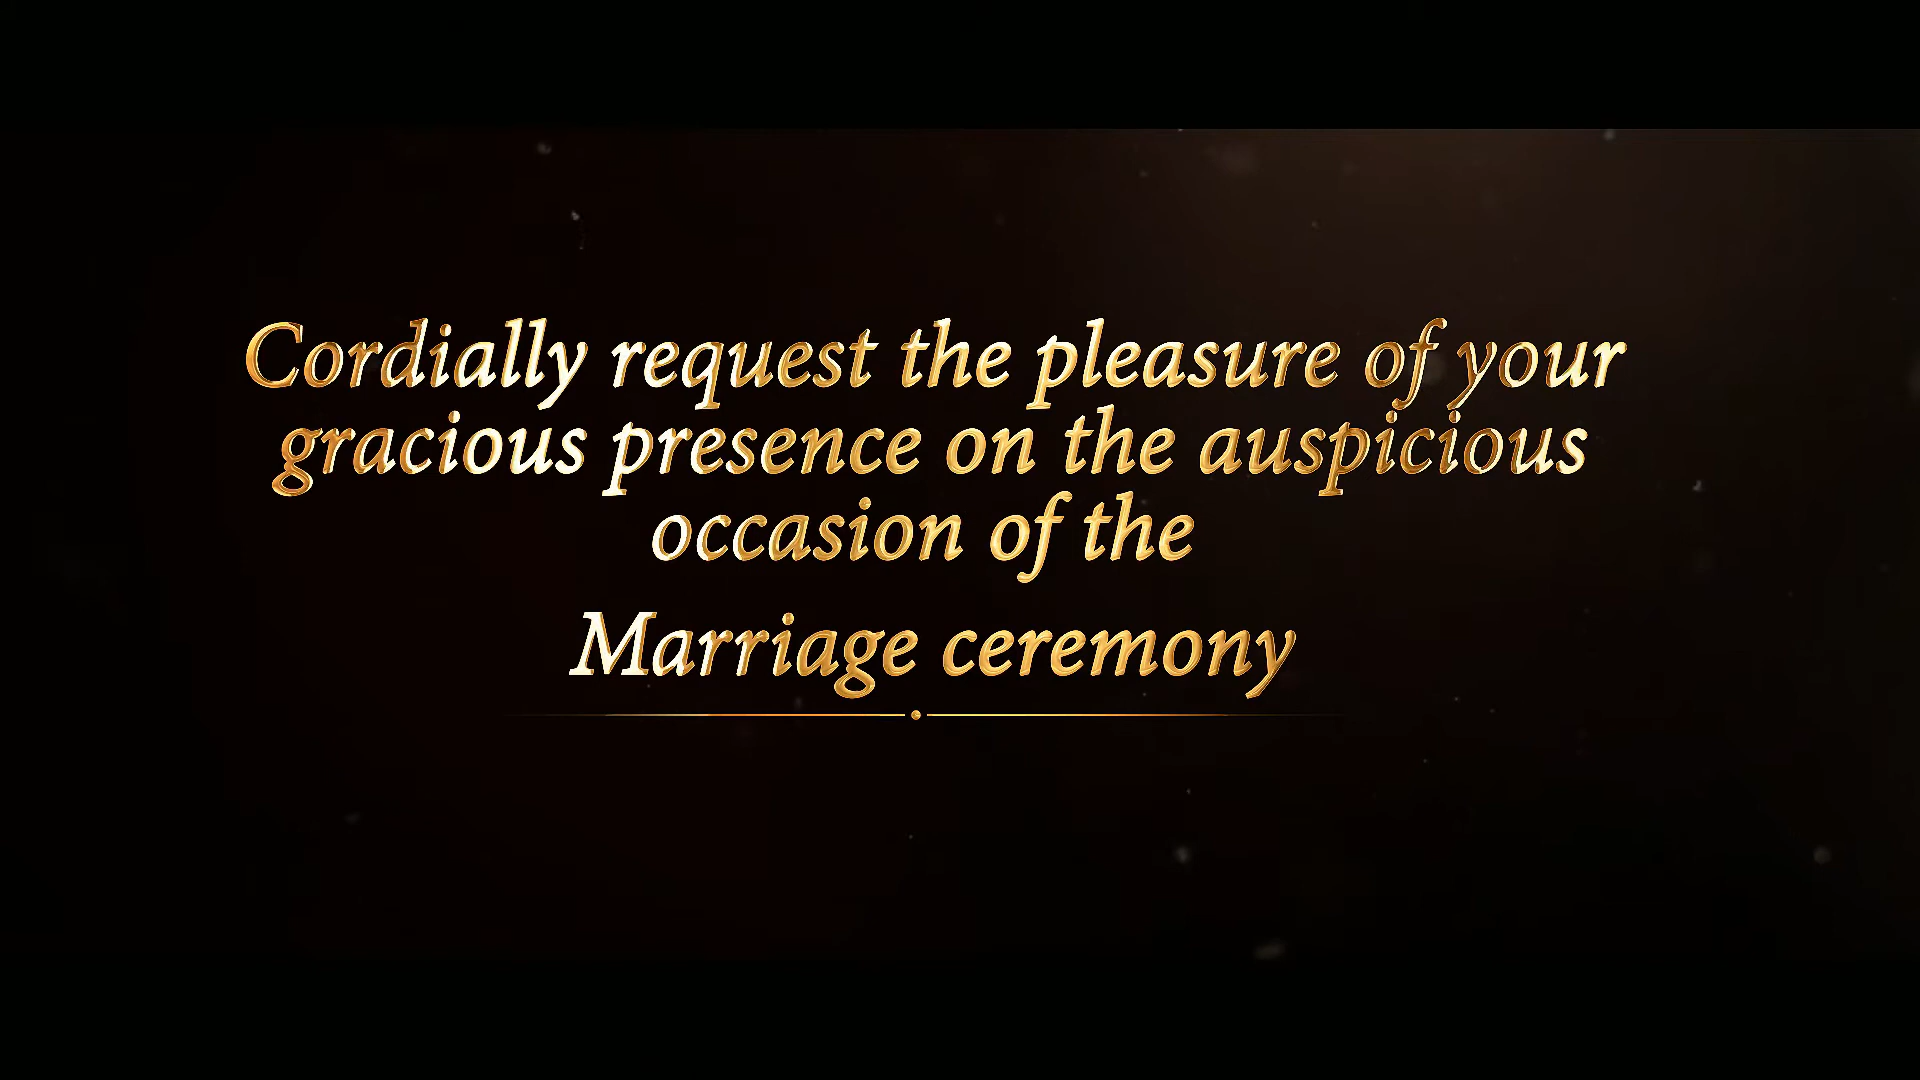 Cordially request the pleasure of your
gracious presence on the auspicious
occasion of the
Marriage ceremony